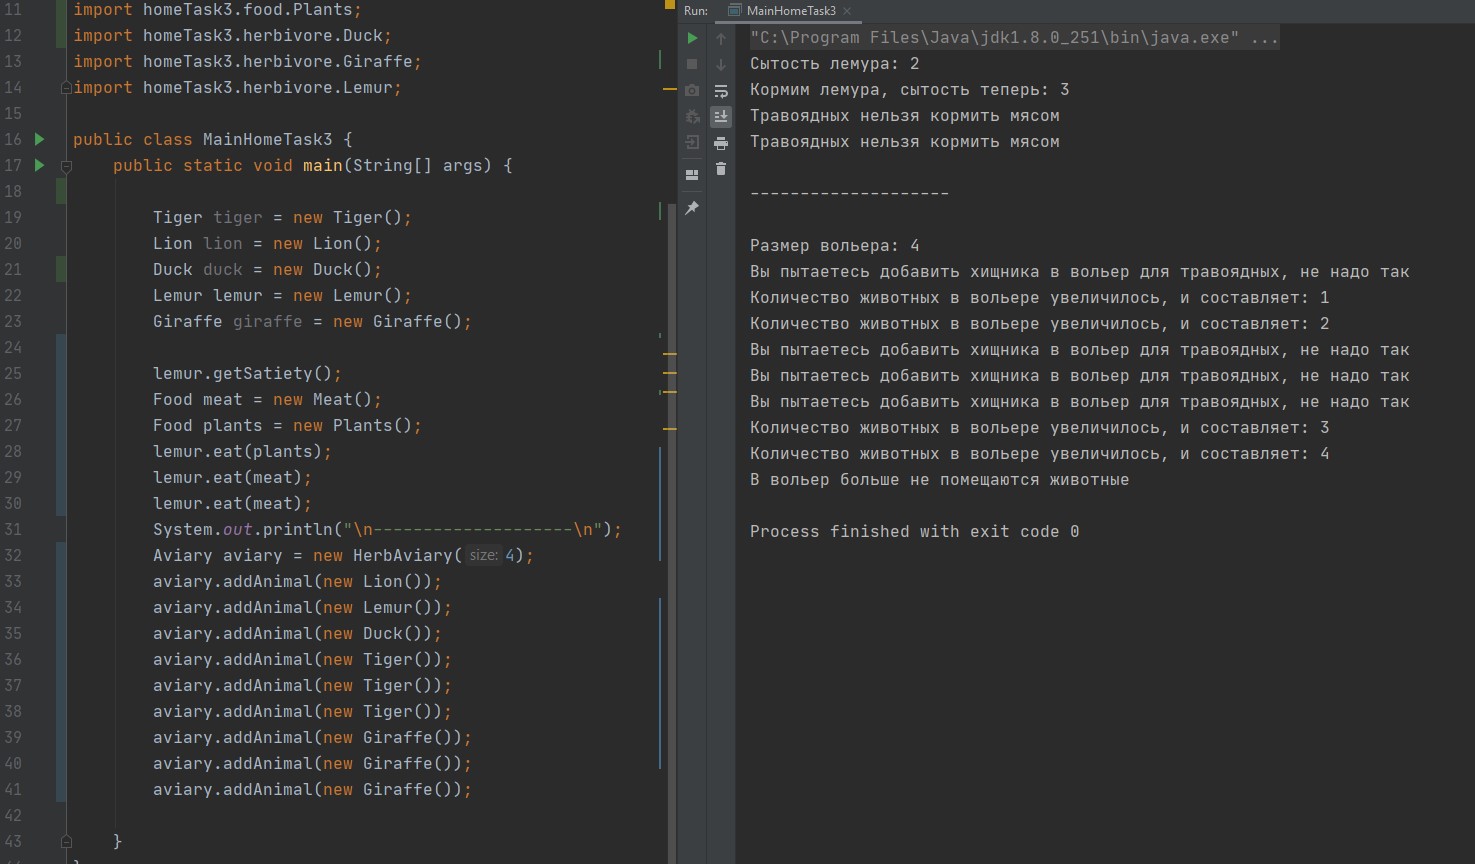 11 import homeTask3.food.Plants;
12 import homeTask3.herbivore.Duck;
13 import homeTask3.herbivore.Giraffe;
14 import homeTask3.herbivore.Lemur;
15
16 public class MainHomeTask3 {
17     public static void main(String[] args) {
18
19         Tiger tiger = new Tiger();
20         Lion lion = new Lion();
21         Duck duck = new Duck();
22         Lemur lemur = new Lemur();
23         Giraffe giraffe = new Giraffe();
24
25         lemur.getSatiety();
26         Food meat = new Meat();
27         Food plants = new Plants();
28         lemur.eat(plants);
29         lemur.eat(meat);
30         lemur.eat(meat);
31         System.out.println("\n--------------------\n");
32         Aviary aviary = new HerbAviary( size: 4);
33         aviary.addAnimal(new Lion());
34         aviary.addAnimal(new Lemur());
35         aviary.addAnimal(new Duck());
36         aviary.addAnimal(new Tiger());
37         aviary.addAnimal(new Tiger());
38         aviary.addAnimal(new Tiger());
39         aviary.addAnimal(new Giraffe());
40         aviary.addAnimal(new Giraffe());
41         aviary.addAnimal(new Giraffe());
42
43     }
Run: MainHomeTask3 ×
"C:\Program Files\Java\jdk1.8.0_251\bin\java.exe" ...
Сытость лемура: 2
Кормим лемура, сытость теперь: 3
Травоядных нельзя кормить мясом
Травоядных нельзя кормить мясом
--------------------
Размер вольера: 4
Вы пытаетесь добавить хищника в вольер для травоядных, не надо так
Количество животных в вольере увеличилось, и составляет: 1
Количество животных в вольере увеличилось, и составляет: 2
Вы пытаетесь добавить хищника в вольер для травоядных, не надо так
Вы пытаетесь добавить хищника в вольер для травоядных, не надо так
Вы пытаетесь добавить хищника в вольер для травоядных, не надо так
Количество животных в вольере увеличилось, и составляет: 3
Количество животных в вольере увеличилось, и составляет: 4
В вольер больше не помещаются животные
Process finished with exit code 0